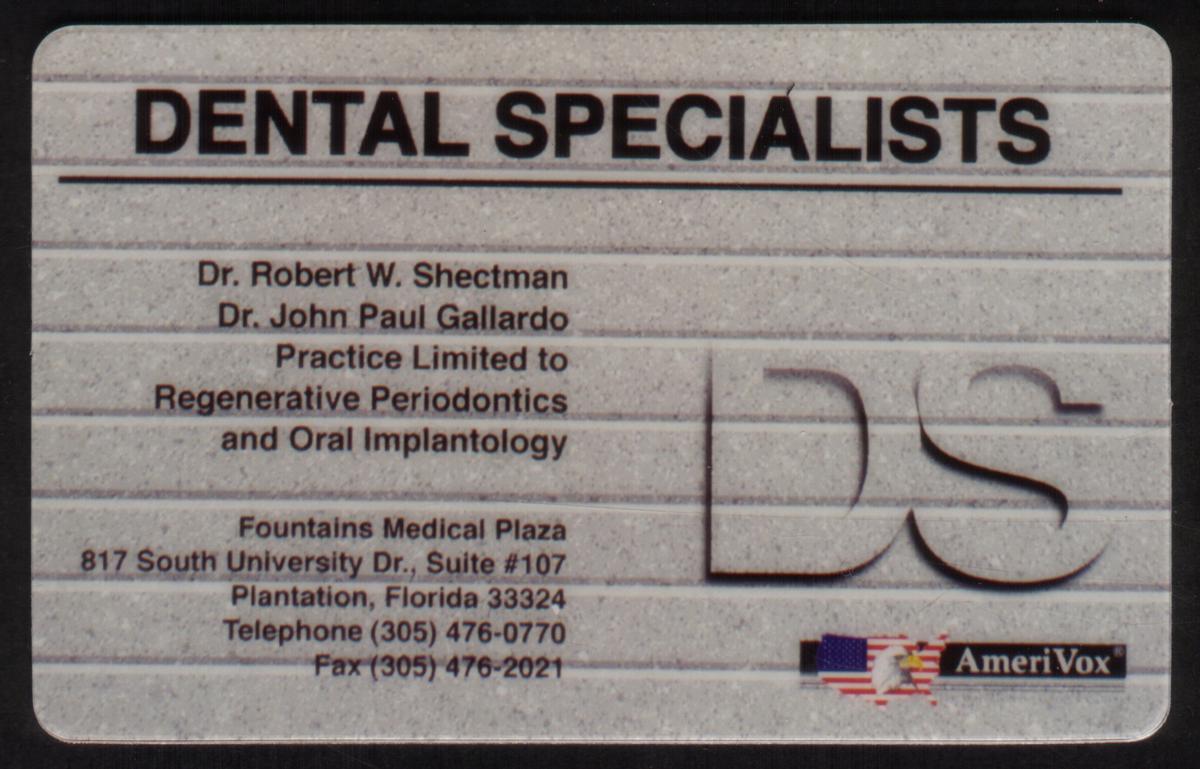 DENTAL SPECIALISTS
Dr. Robert W. Shectman
Dr. John Paul Gallardo
Practice Limited to
Regenerative Periodontics
and Oral Implantology
DS
Fountains Medical Plaza
817 South University Dr., Suite #107
Plantation, Florida 33324
Telephone (305) 476-0770
Fax (305) 476-2021
AmeriVox®